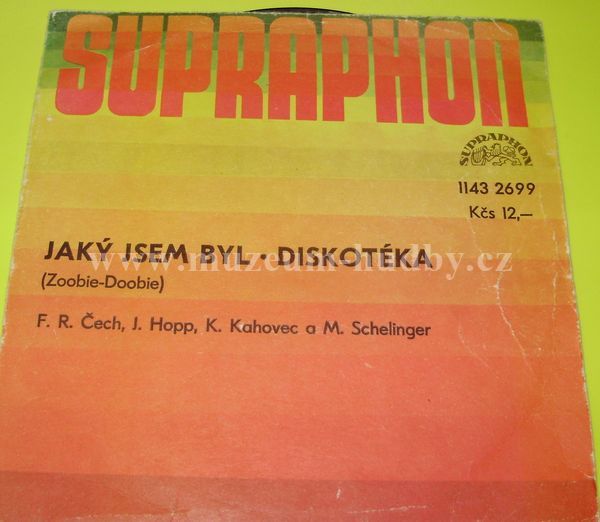 SUPRAPHON
SUPRAPHON
1143 2699
Kčs 12,—
JAKÝ JSEM BYL • DISKOTÉKA
www.muzeum-hudby.cz
(Zoobie-Doobie)
F. R. Čech, J. Hopp, K. Kahovec a M. Schelinger